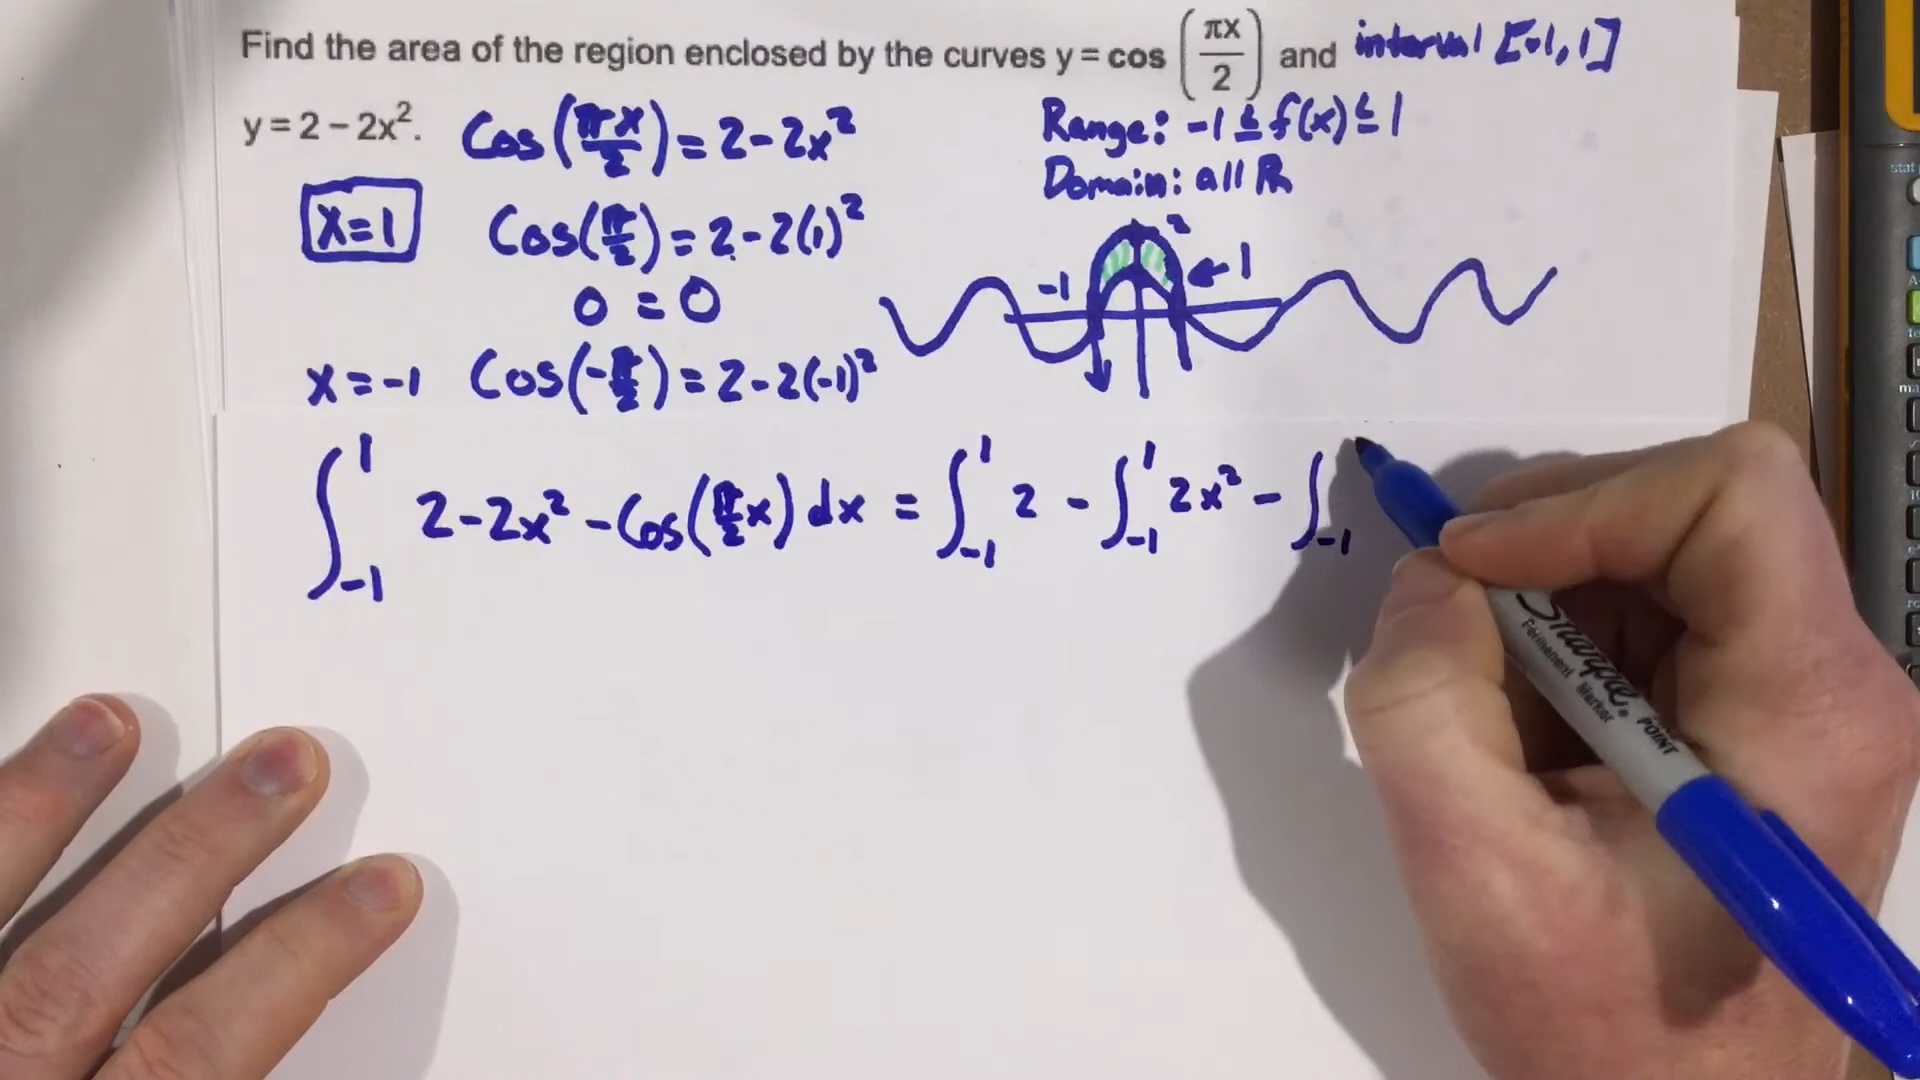 Find the area of the region enclosed by the curves y = cos (πx/2) and interval [-1, 1]
y = 2 – 2x². Cos(πx/2) = 2-2x²
Range: -1 ≤ f(x) ≤ 1
Domain: all ℝ
x=1 Cos(π/2) = 2-2(1)²
0 = 0
2
-1 ← 1
x = -1 Cos(-π/2) = 2-2(-1)²
∫₋₁¹ 2-2x² - Cos(π/2 x) dx = ∫₋₁¹ 2 - ∫₋₁¹ 2x² - ∫₋₁
Sharpie.
Permanent Marker
POINT
stat